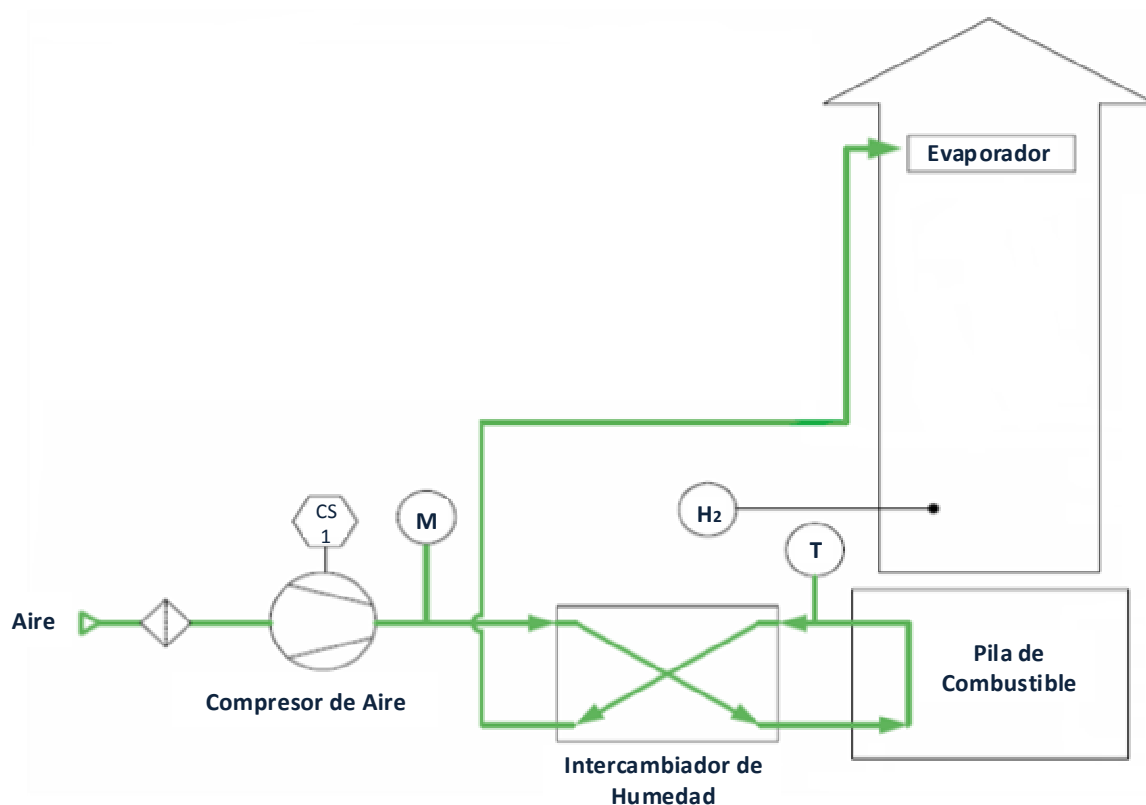 Evaporador
CS
1
M
H₂
T
Aire
Pila de
Combustible
Compresor de Aire
Intercambiador de
Humedad